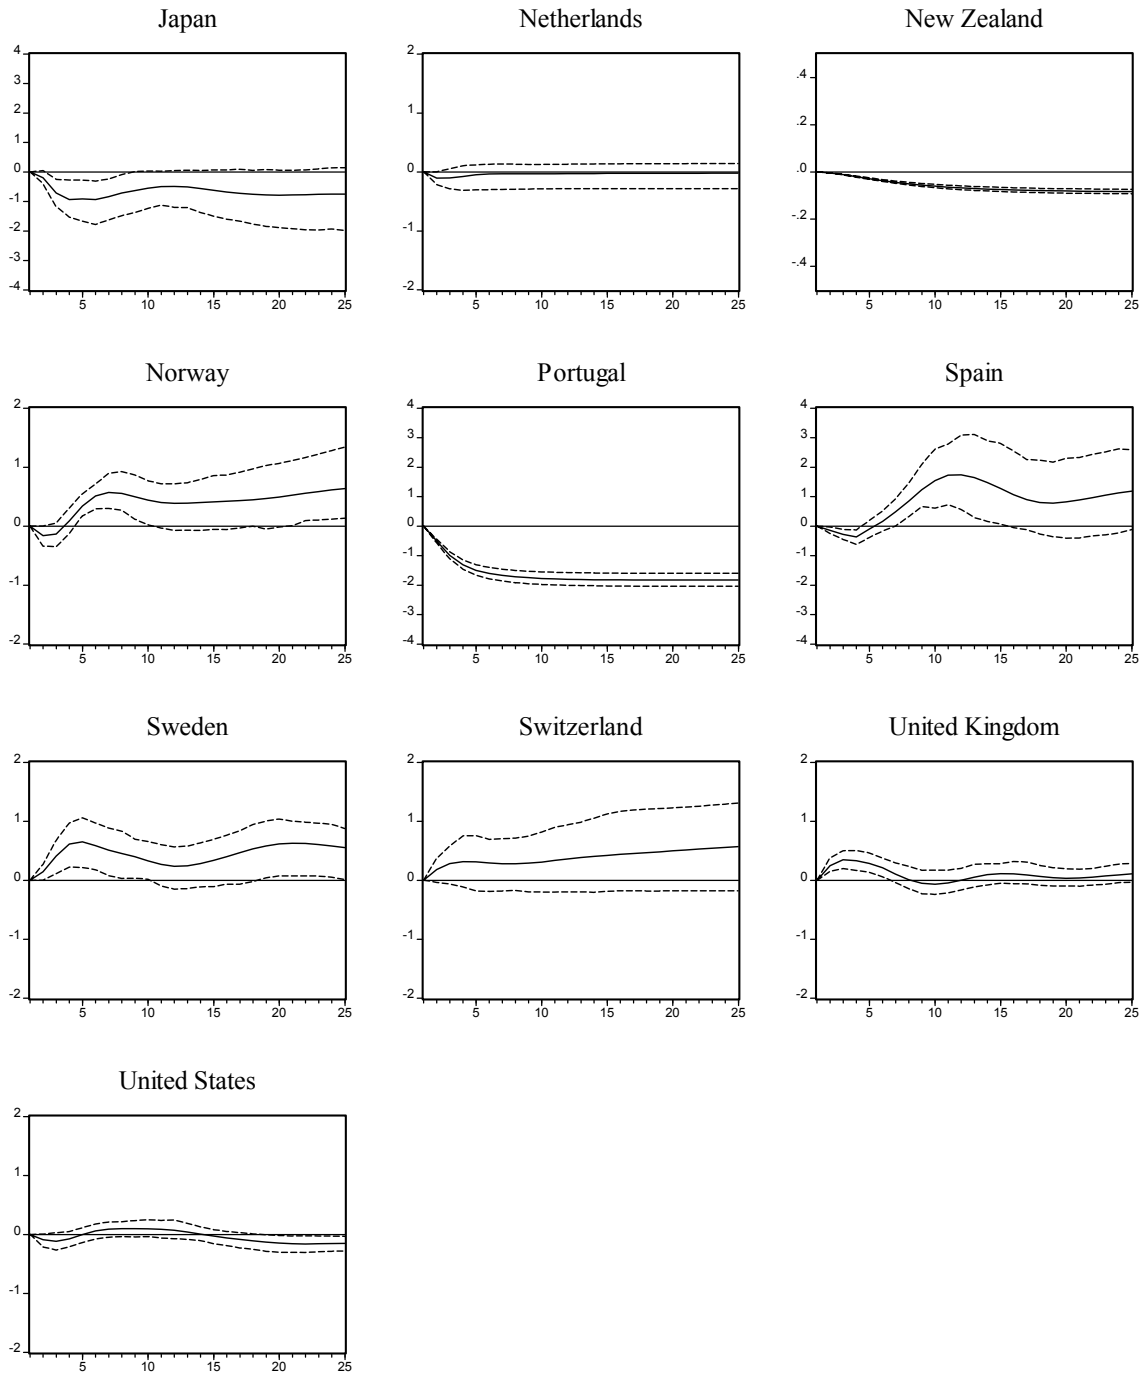 Japan Netherlands New Zealand
4 2 .4
3
2 1 .2
1
0 0 .0
-1
-2 -1 -.2
-3
-4 -2 -.4
5 10 15 20 25 5 10 15 20 25 5 10 15 20 25
Norway Portugal Spain
2 4 4
3 3
1 2 2
1 1
0 0 0
-1 -1
-1 -2 -2
-3 -3
-2 -4 -4
5 10 15 20 25 5 10 15 20 25 5 10 15 20 25
Sweden Switzerland United Kingdom
2 2 2
1 1 1
0 0 0
-1 -1 -1
-2 -2 -2
5 10 15 20 25 5 10 15 20 25 5 10 15 20 25
United States
2
1
0
-1
-2
5 10 15 20 25